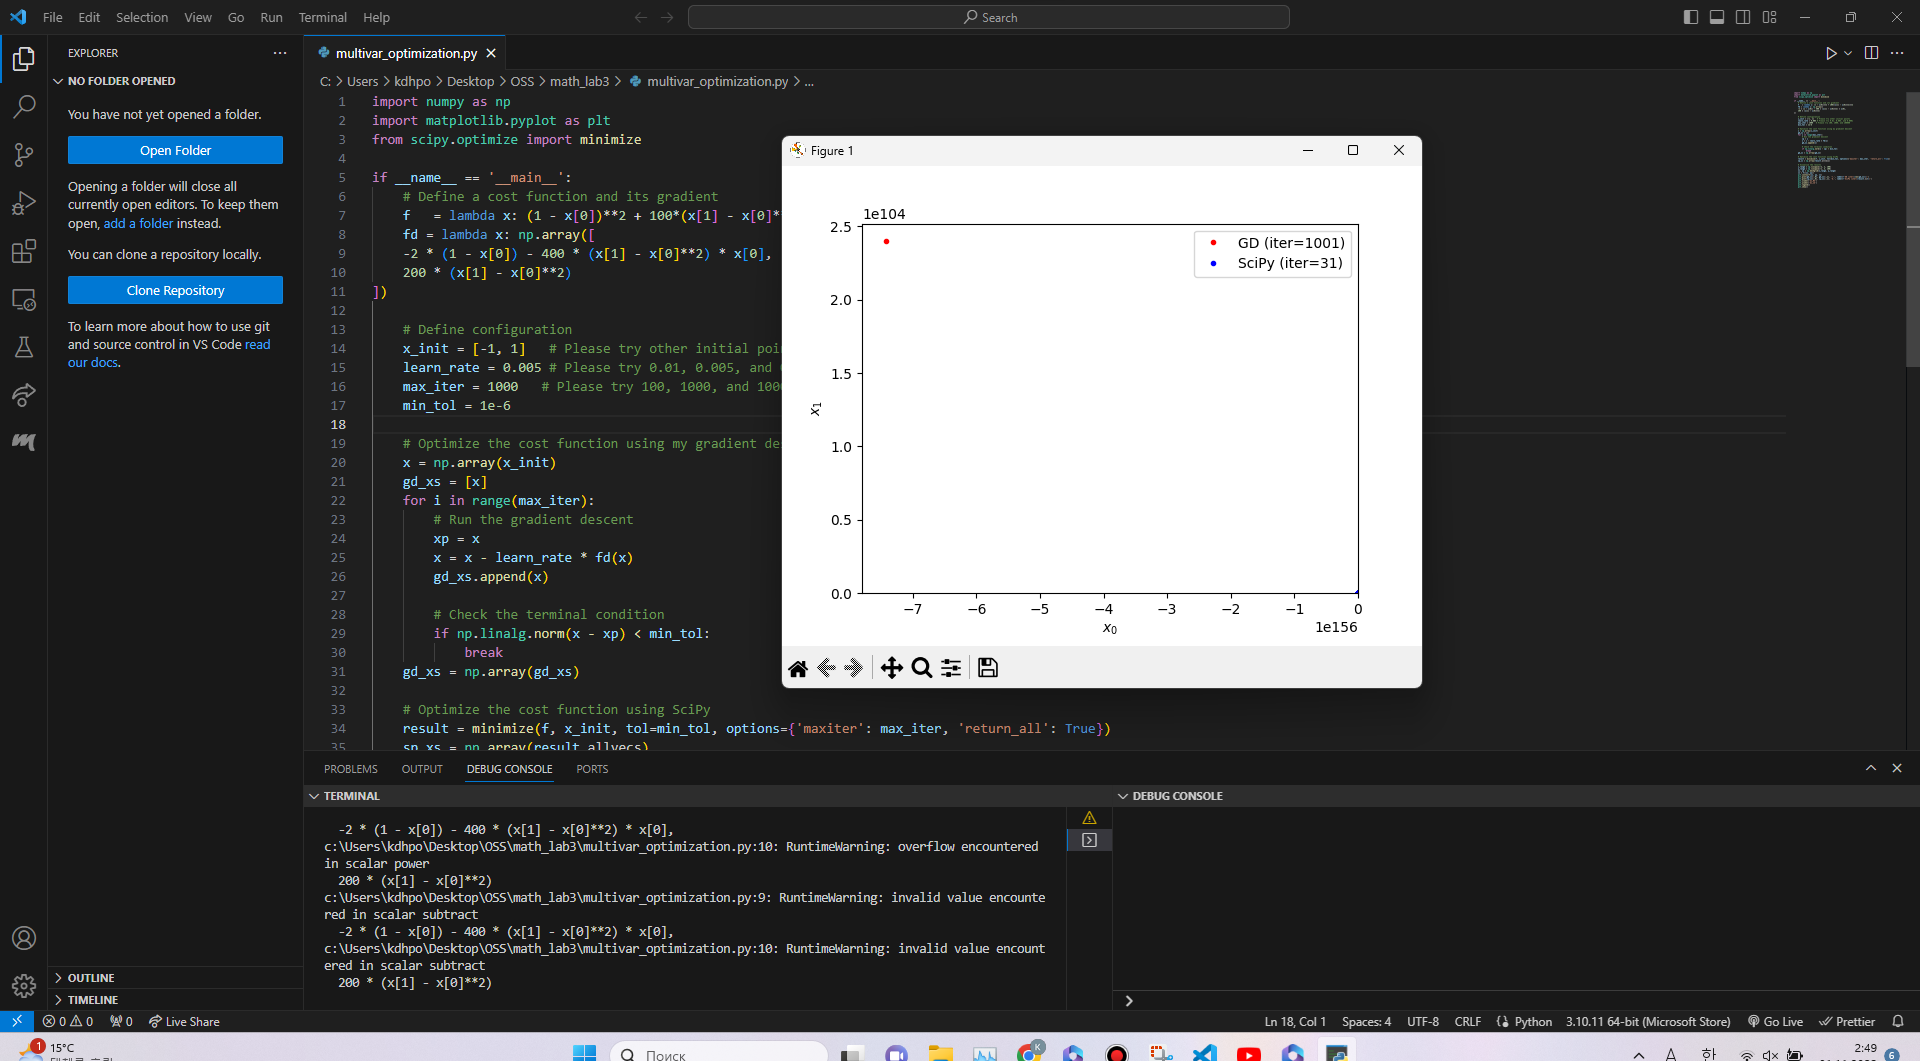 File Edit Selection View Go Run Terminal Help
Search
EXPLORER
NO FOLDER OPENED
You have not yet opened a folder.
Open Folder
Opening a folder will close all
currently open editors. To keep them
open, add a folder instead.
You can clone a repository locally.
Clone Repository
To learn more about how to use git
and source control in VS Code read
our docs.
OUTLINE
TIMELINE
multivar_optimization.py
C: > Users > kdhpo > Desktop > OSS > math_lab3 > multivar_optimization.py > ...
1 import numpy as np
2 import matplotlib.pyplot as plt
3 from scipy.optimize import minimize
4
5 if __name__ == '__main__':
6 # Define a cost function and its gradient
7 f = lambda x: (1 - x[0])**2 + 100*(x[1] - x[0]*
8 fd = lambda x: np.array([
9 -2 * (1 - x[0]) - 400 * (x[1] - x[0]**2) * x[0],
10 200 * (x[1] - x[0]**2)
11 ])
12
13 # Define configuration
14 x_init = [-1, 1] # Please try other initial poi
15 learn_rate = 0.005 # Please try 0.01, 0.005, and
16 max_iter = 1000 # Please try 100, 1000, and 100
17 min_tol = 1e-6
18
19 # Optimize the cost function using my gradient de
20 x = np.array(x_init)
21 gd_xs = [x]
22 for i in range(max_iter):
23 # Run the gradient descent
24 xp = x
25 x = x - learn_rate * fd(x)
26 gd_xs.append(x)
27
28 # Check the terminal condition
29 if np.linalg.norm(x - xp) < min_tol:
30 break
31 gd_xs = np.array(gd_xs)
32
33 # Optimize the cost function using SciPy
34 result = minimize(f, x_init, tol=min_tol, options={'maxiter': max_iter, 'return_all': True})
35 sp_xs = np.array(result.allvecs)
Figure 1
1e104
2.5
2.0
1.5
1.0
0.5
0.0
x1
GD (iter=1001)
SciPy (iter=31)
−7 −6 −5 −4 −3 −2 −1 0
x0
1e156
PROBLEMS OUTPUT DEBUG CONSOLE PORTS
TERMINAL
-2 * (1 - x[0]) - 400 * (x[1] - x[0]**2) * x[0],
c:\Users\kdhpo\Desktop\OSS\math_lab3\multivar_optimization.py:10: RuntimeWarning: overflow encountered
in scalar power
200 * (x[1] - x[0]**2)
c:\Users\kdhpo\Desktop\OSS\math_lab3\multivar_optimization.py:9: RuntimeWarning: invalid value encounte
red in scalar subtract
-2 * (1 - x[0]) - 400 * (x[1] - x[0]**2) * x[0],
c:\Users\kdhpo\Desktop\OSS\math_lab3\multivar_optimization.py:10: RuntimeWarning: invalid value encount
ered in scalar subtract
200 * (x[1] - x[0]**2)
DEBUG CONSOLE
0 0 0 Live Share
Ln 18, Col 1 Spaces: 4 UTF-8 CRLF Python 3.10.11 64-bit (Microsoft Store) Go Live Prettier
1
15°C
Поиск
K
A
2:49
6